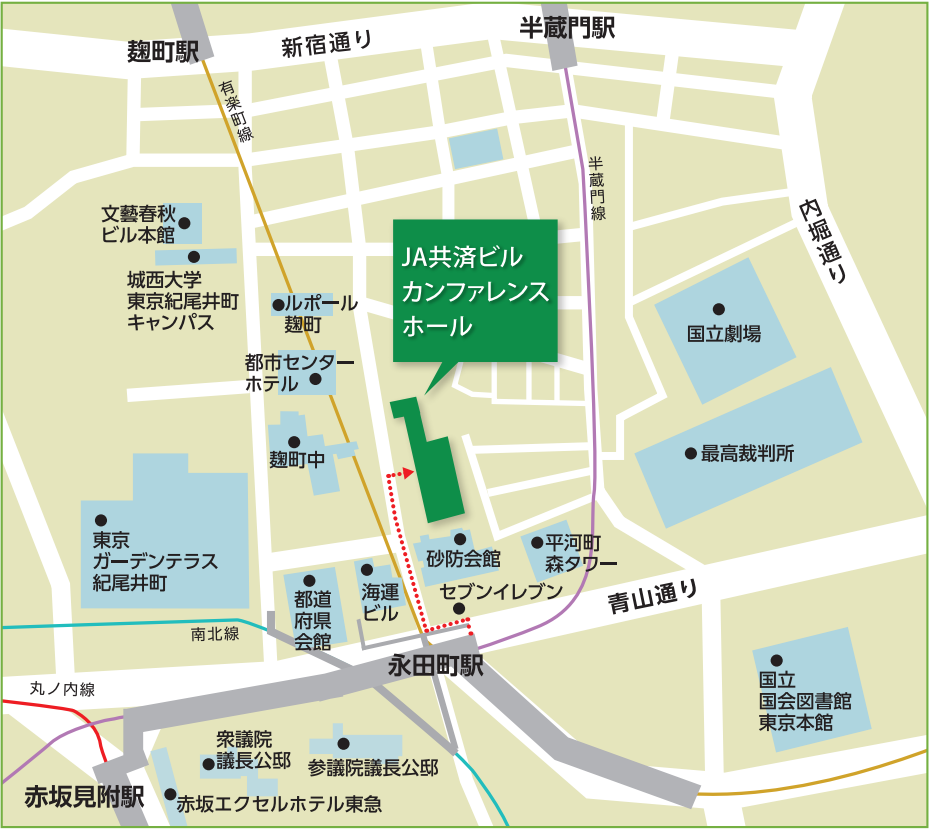 麹町駅
新宿通り
半蔵門駅
有楽町線
半蔵門線
内堀通り
文藝春秋
ビル本館
城西大学
東京紀尾井町
キャンパス
JA共済ビル
カンファレンス
ホール
ルポール
麹町
国立劇場
都市センター
ホテル
麹町中
最高裁判所
東京
ガーデンテラス
紀尾井町
砂防会館
平河町
森タワー
海運
ビル
セブンイレブン
都道
府県
会館
青山通り
南北線
永田町駅
丸ノ内線
国立
国会図書館
東京本館
衆議院
議長公邸
参議院議長公邸
赤坂見附駅
赤坂エクセルホテル東急